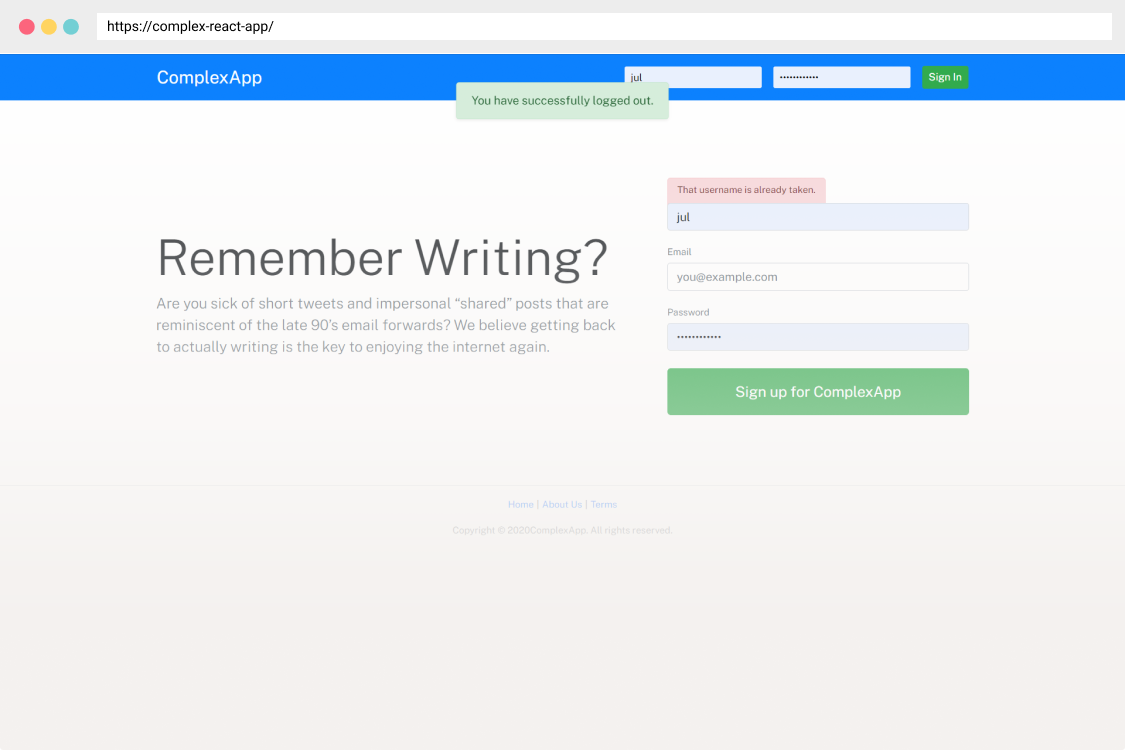 https://complex-react-app/
ComplexApp
jul
••••••••••••
Sign In
You have successfully logged out.
That username is already taken.
jul
Remember Writing?
Are you sick of short tweets and impersonal “shared” posts that are
reminiscent of the late 90’s email forwards? We believe getting back
to actually writing is the key to enjoying the internet again.
Email
you@example.com
Password
••••••••••••
Sign up for ComplexApp
Home | About Us | Terms
Copyright © 2020ComplexApp. All rights reserved.